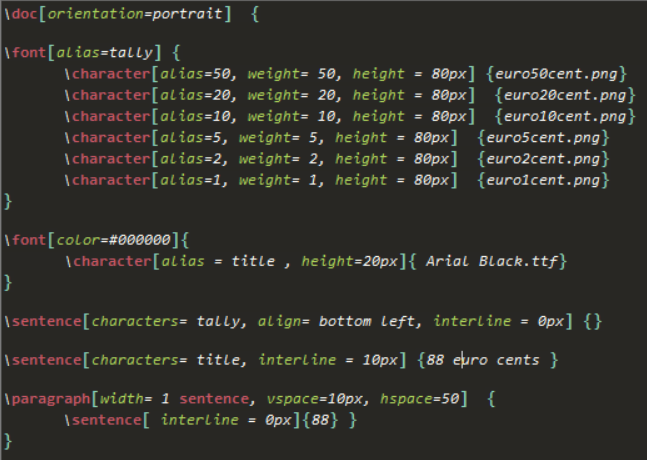 \doc[orientation=portrait] {
\font[alias=tally] {
\character[alias=50, weight= 50, height = 80px] {euro50cent.png}
\character[alias=20, weight= 20, height = 80px] {euro20cent.png}
\character[alias=10, weight= 10, height = 80px] {euro10cent.png}
\character[alias=5, weight= 5, height = 80px] {euro5cent.png}
\character[alias=2, weight= 2, height = 80px] {euro2cent.png}
\character[alias=1, weight= 1, height = 80px] {euro1cent.png}
}
\font[color=#000000]{
\character[alias = title , height=20px]{ Arial Black.ttf}
}
\sentence[characters= tally, align= bottom left, interline = 0px] {}
\sentence[characters= title, interline = 10px] {88 euro cents }
\paragraph[width= 1 sentence, vspace=10px, hspace=50] {
\sentence[ interline = 0px]{88} }
}